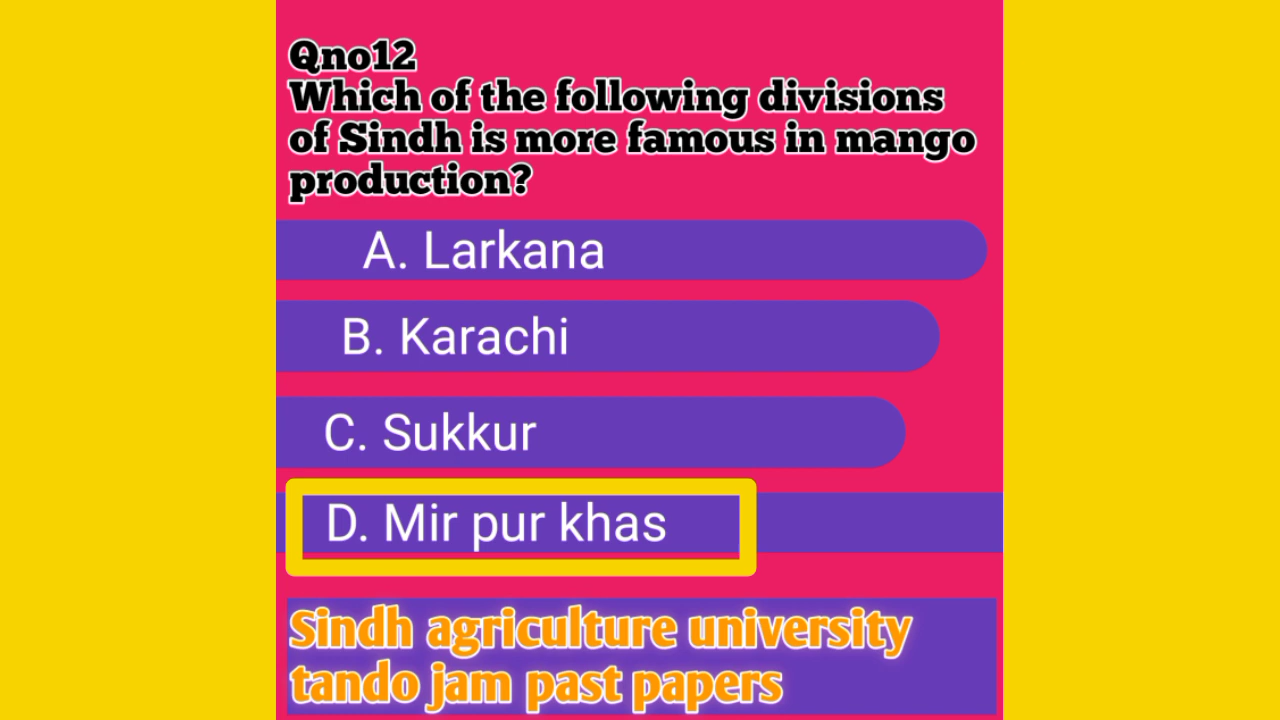 Qno12
Which of the following divisions
of Sindh is more famous in mango
production?
A. Larkana
B. Karachi
C. Sukkur
D. Mir pur khas
Sindh agriculture university
tando jam past papers